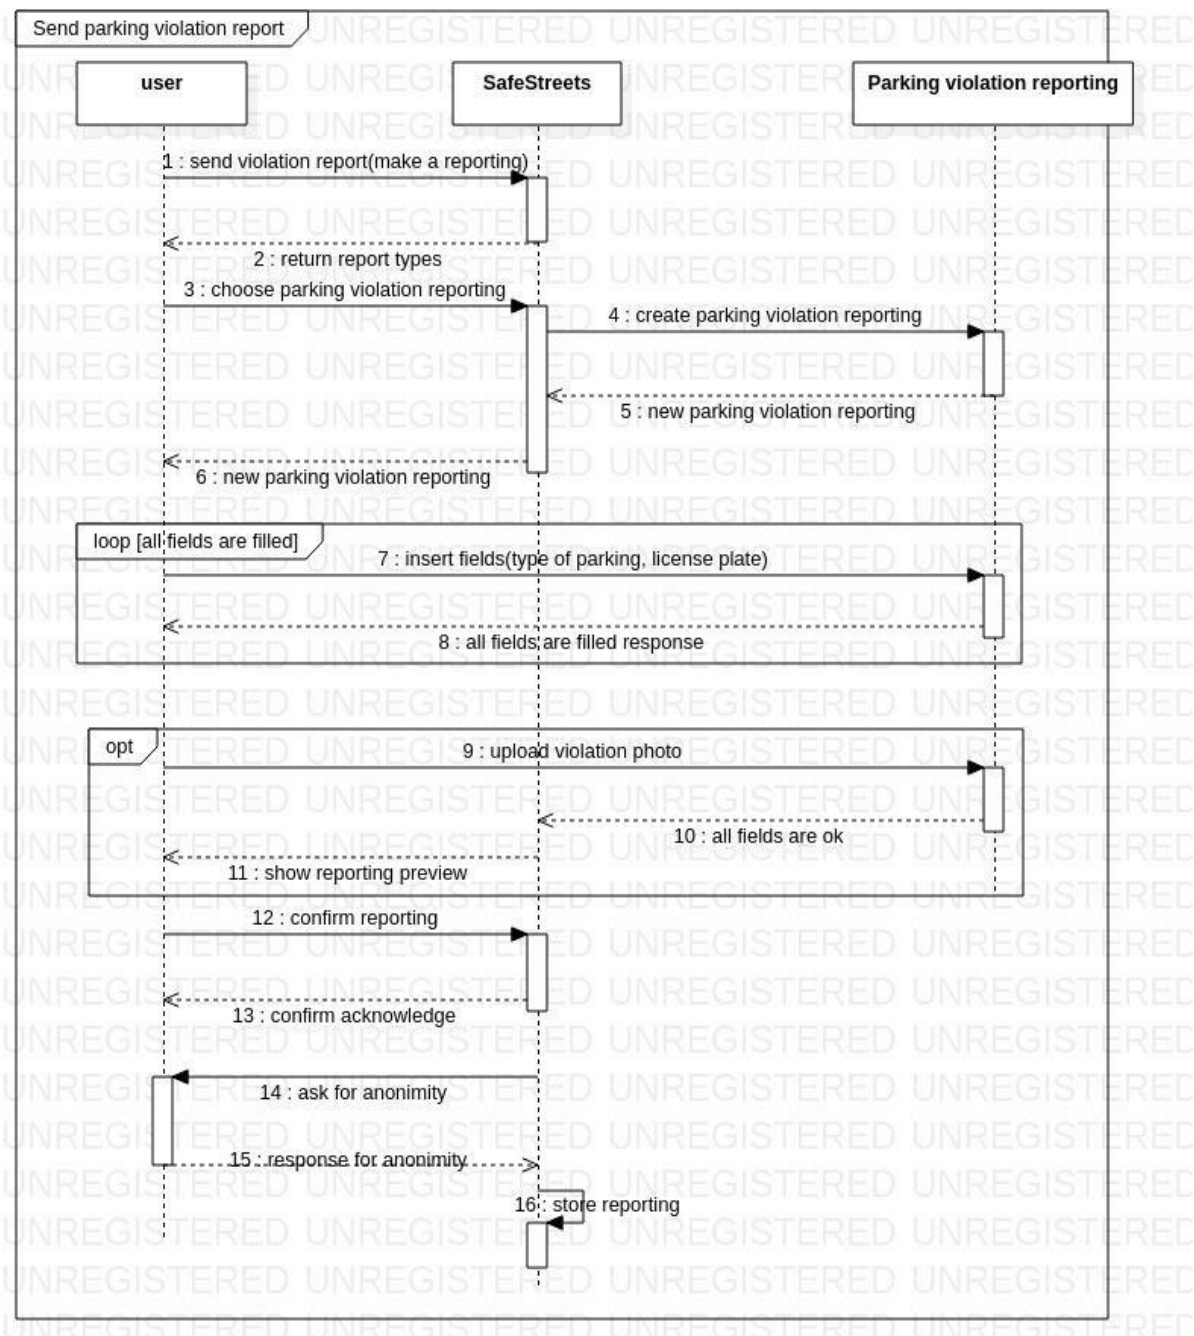 Send parking violation report
user
SafeStreets
Parking violation reporting
1 : send violation report(make a reporting)
2 : return report types
3 : choose parking violation reporting
4 : create parking violation reporting
5 : new parking violation reporting
6 : new parking violation reporting
loop [all fields are filled]
7 : insert fields(type of parking, license plate)
8 : all fields are filled response
opt
9 : upload violation photo
10 : all fields are ok
11 : show reporting preview
12 : confirm reporting
13 : confirm acknowledge
14 : ask for anonimity
15 : response for anonimity
16 : store reporting
UNREGISTERED